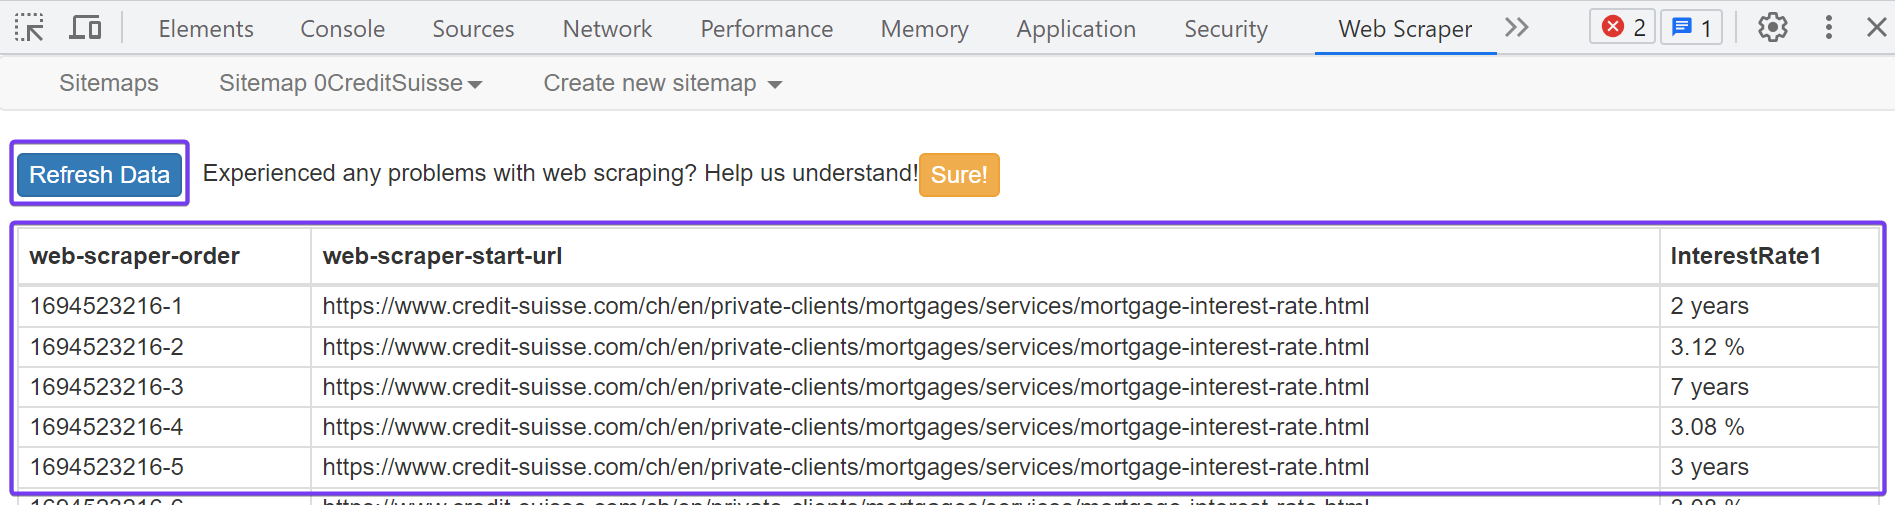 Elements Console Sources Network Performance Memory Application Security Web Scraper 2 1
Sitemaps Sitemap 0CreditSuisse Create new sitemap
Refresh Data Experienced any problems with web scraping? Help us understand! Sure!
web-scraper-order web-scraper-start-url InterestRate1
1694523216-1 https://www.credit-suisse.com/ch/en/private-clients/mortgages/services/mortgage-interest-rate.html 2 years
1694523216-2 https://www.credit-suisse.com/ch/en/private-clients/mortgages/services/mortgage-interest-rate.html 3.12 %
1694523216-3 https://www.credit-suisse.com/ch/en/private-clients/mortgages/services/mortgage-interest-rate.html 7 years
1694523216-4 https://www.credit-suisse.com/ch/en/private-clients/mortgages/services/mortgage-interest-rate.html 3.08 %
1694523216-5 https://www.credit-suisse.com/ch/en/private-clients/mortgages/services/mortgage-interest-rate.html 3 years